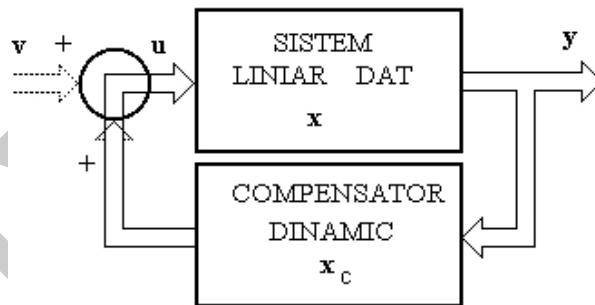 v + u y
SISTEM
LINIAR DAT
x
+
COMPENSATOR
DINAMIC
x c